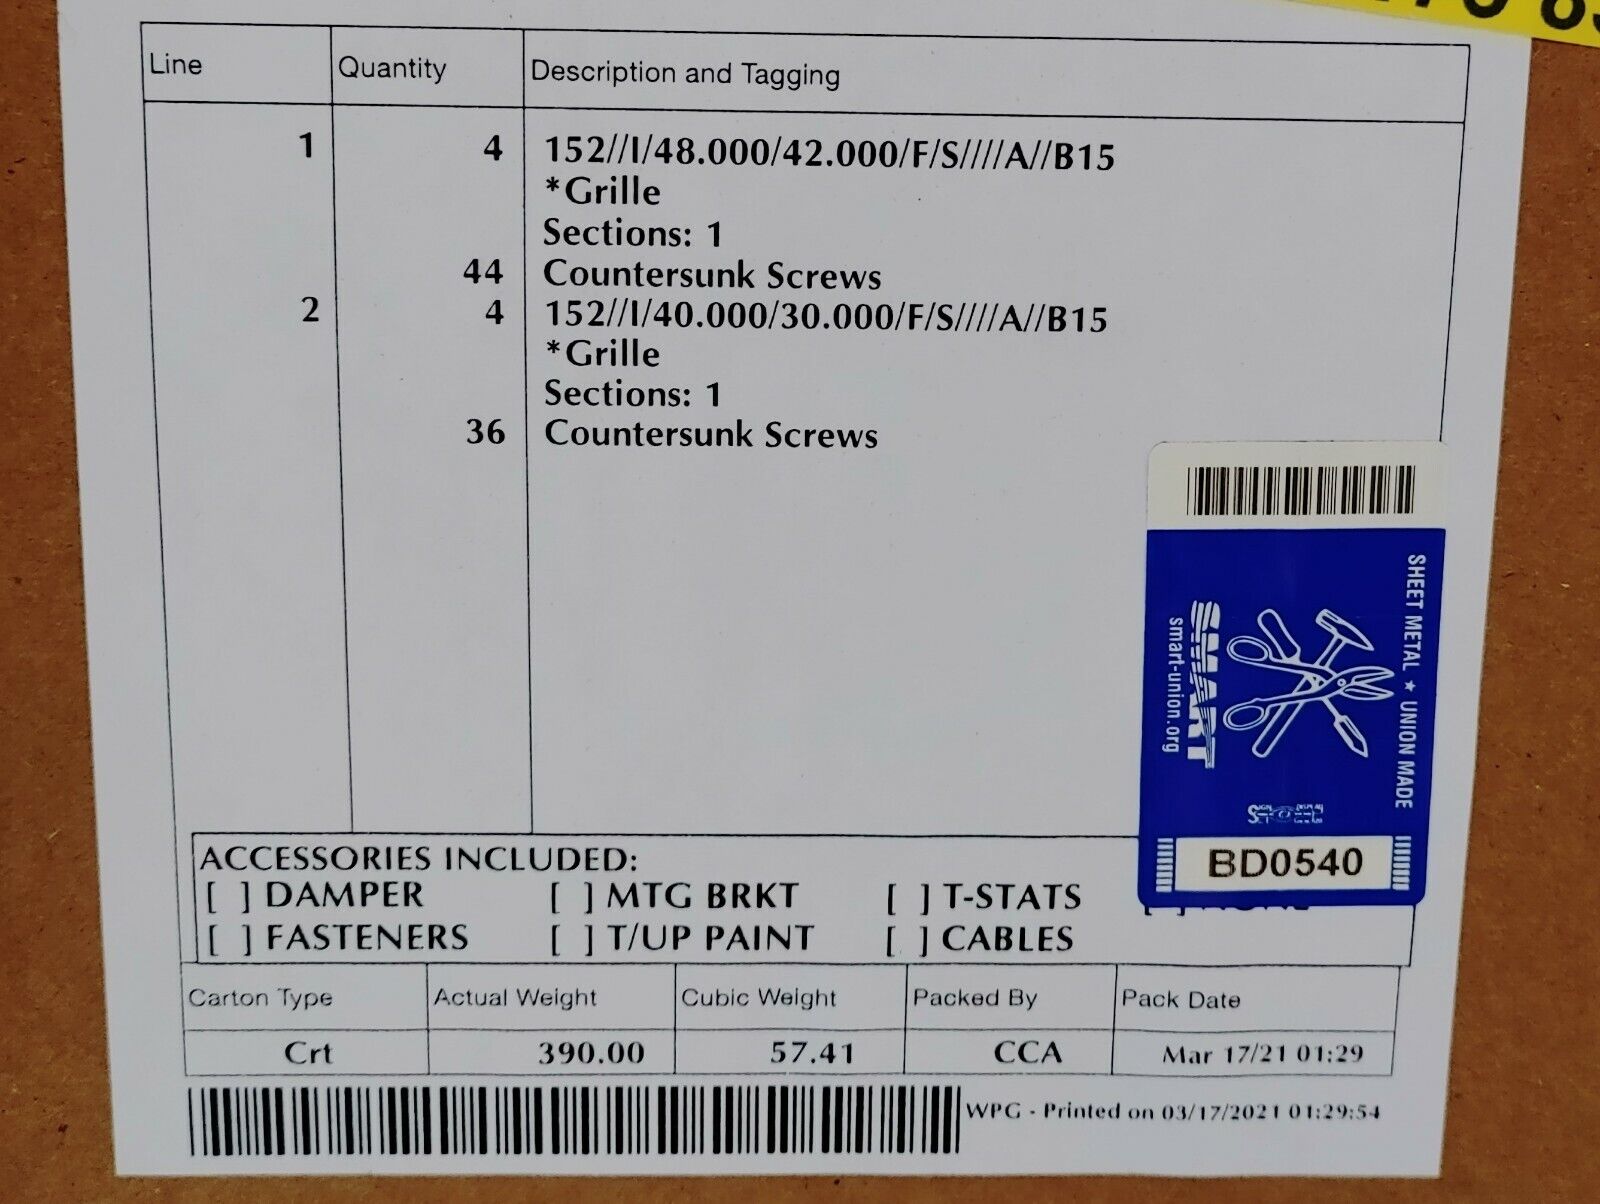 Line Quantity Description and Tagging
1 4 152//I/48.000/42.000/F/S////A//B15
*Grille
Sections: 1
44 Countersunk Screws
2 4 152//I/40.000/30.000/F/S////A//B15
*Grille
Sections: 1
36 Countersunk Screws
SHEET METAL ★ UNION MADE
SMART
smart-union.org
BD0540
ACCESSORIES INCLUDED:
[ ] DAMPER [ ] MTG BRKT [ ] T-STATS
[ ] FASTENERS [ ] T/UP PAINT [ ] CABLES
Carton Type Actual Weight Cubic Weight Packed By Pack Date
Crt 390.00 57.41 CCA Mar 17/21 01:29
WPG - Printed on 03/17/2021 01:29:54